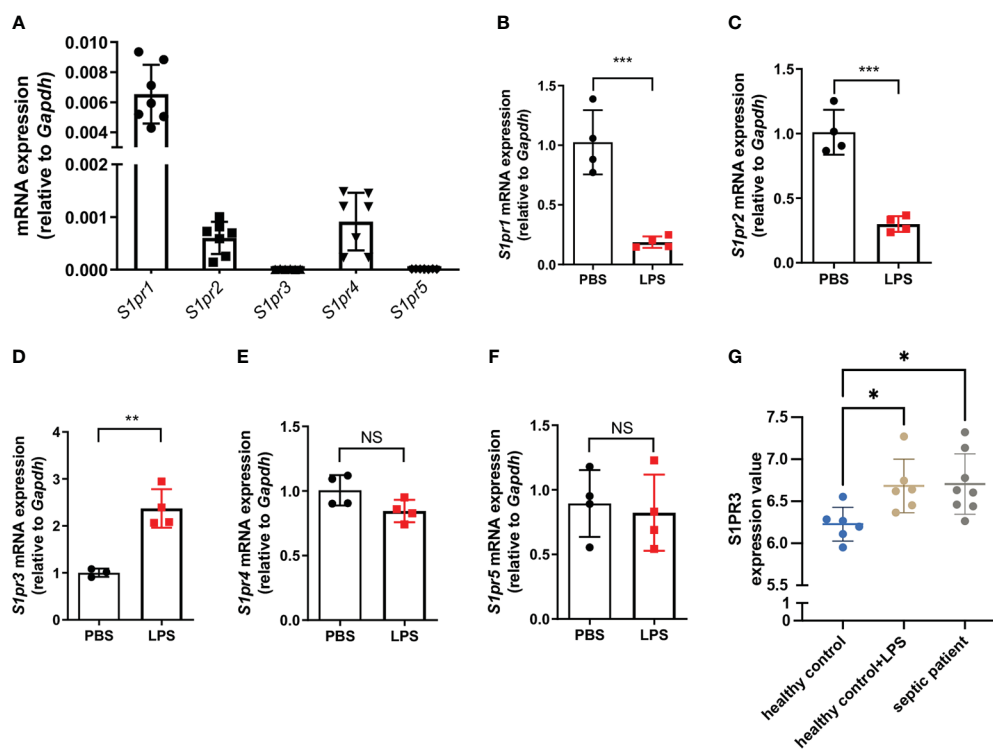 A
mRNA expression
(relative to Gapdh)
0.010
0.008
0.006
0.004
0.002
0.001
0.000
S1pr1
S1pr2
S1pr3
S1pr4
S1pr5
B
S1pr1 mRNA expression
(relative to Gapdh)
1.5
1.0
0.5
0.0
***
PBS
LPS
C
S1pr2 mRNA expression
(relative to Gapdh)
1.5
1.0
0.5
0.0
***
PBS
LPS
D
S1pr3 mRNA expression
(relative to Gapdh)
4
3
2
1
0
**
PBS
LPS
E
S1pr4 mRNA expression
(relative to Gapdh)
1.5
1.0
0.5
0.0
NS
PBS
LPS
F
S1pr5 mRNA expression
(relative to Gapdh)
1.5
1.0
0.5
0.0
NS
PBS
LPS
G
S1PR3
expression value
7.5
7.0
6.5
6.0
5.5
1
0
*
*
healthy control
healthy control+LPS
septic patient